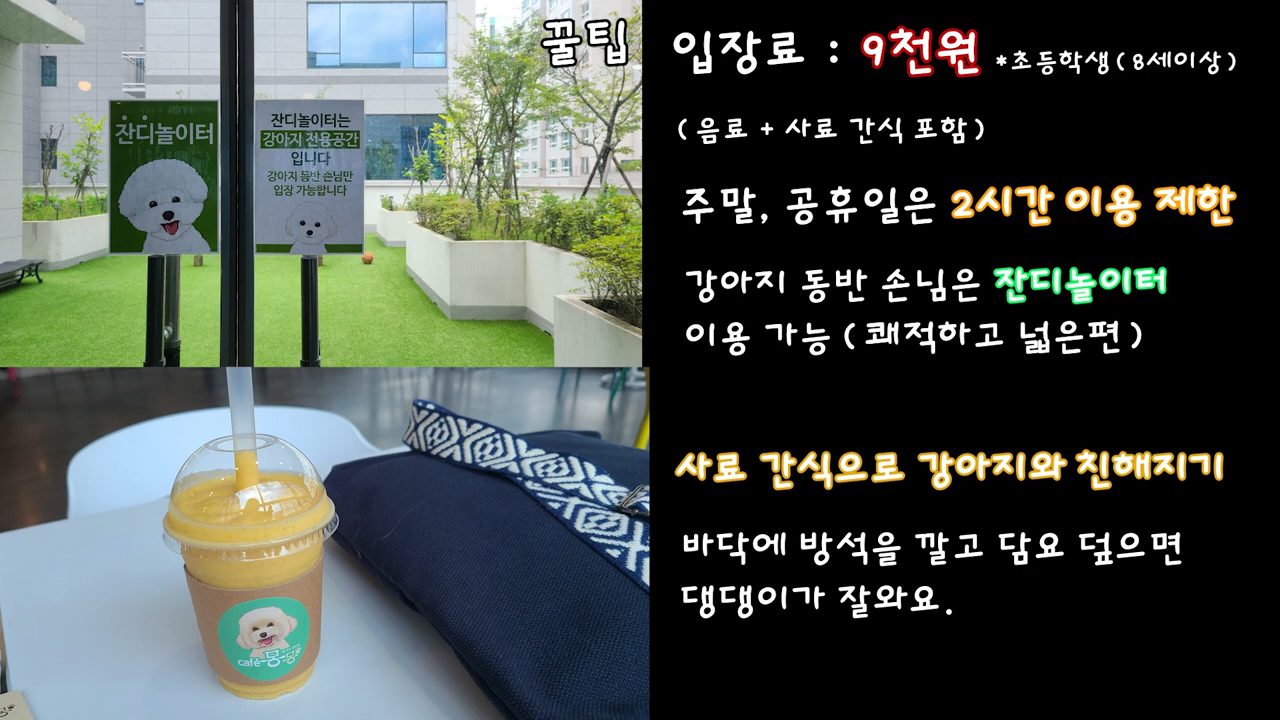 꿀팁
잔디놀이터
잔디놀이터는
강아지 전용공간
입니다
강아지 동반 손님만
입장 가능합니다
café 몽
입장료 : 9천원 *초등학생(8세이상)
(음료 + 사료 간식 포함)
주말, 공휴일은 2시간 이용 제한
강아지 동반 손님은 잔디놀이터
이용 가능 (쾌적하고 넓은편)
사료 간식으로 강아지와 친해지기
바닥에 방석을 깔고 담요 덮으면
댕댕이가 잘와요.